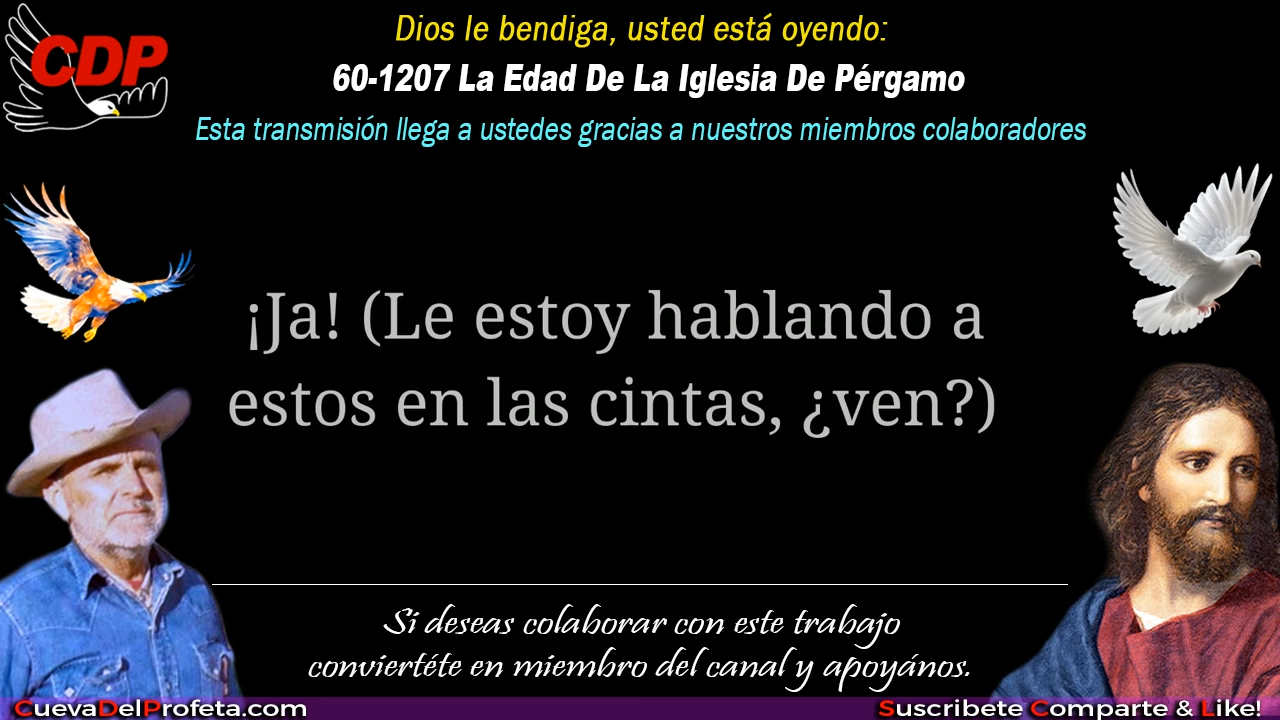 CDP
Dios le bendiga, usted está oyendo:
60-1207 La Edad De La Iglesia De Pérgamo
Esta transmisión llega a ustedes gracias a nuestros miembros colaboradores
¡Ja! (Le estoy hablando a
estos en las cintas, ¿ven?)
Si deseas colaborar con este trabajo
conviertéte en miembro del canal y apoyános.
CuevaDelProfeta.com
Suscribete Comparte & Like!